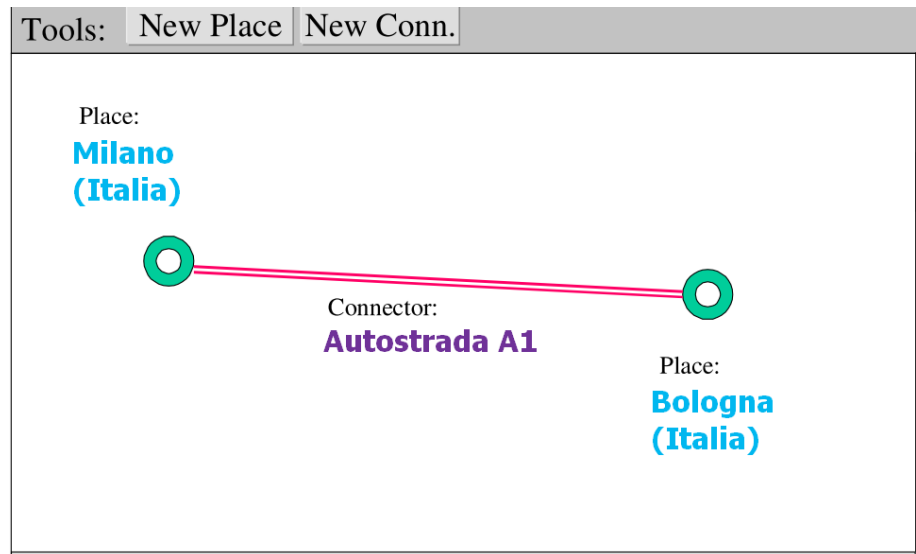 Tools: New Place New Conn.
Place:
Milano
(Italia)
Connector:
Autostrada A1
Place:
Bologna
(Italia)